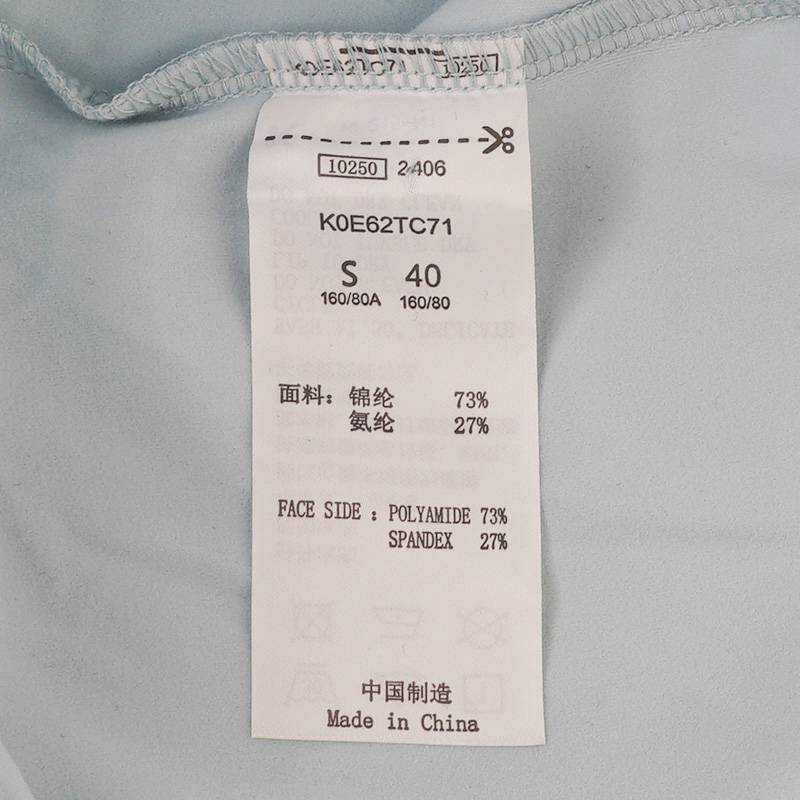 10250 2406
K0E62TC71
S 40
160/80A 160/80
面料：锦纶 73%
氨纶 27%
FACE SIDE : POLYAMIDE 73%
SPANDEX 27%
中国制造
Made in China